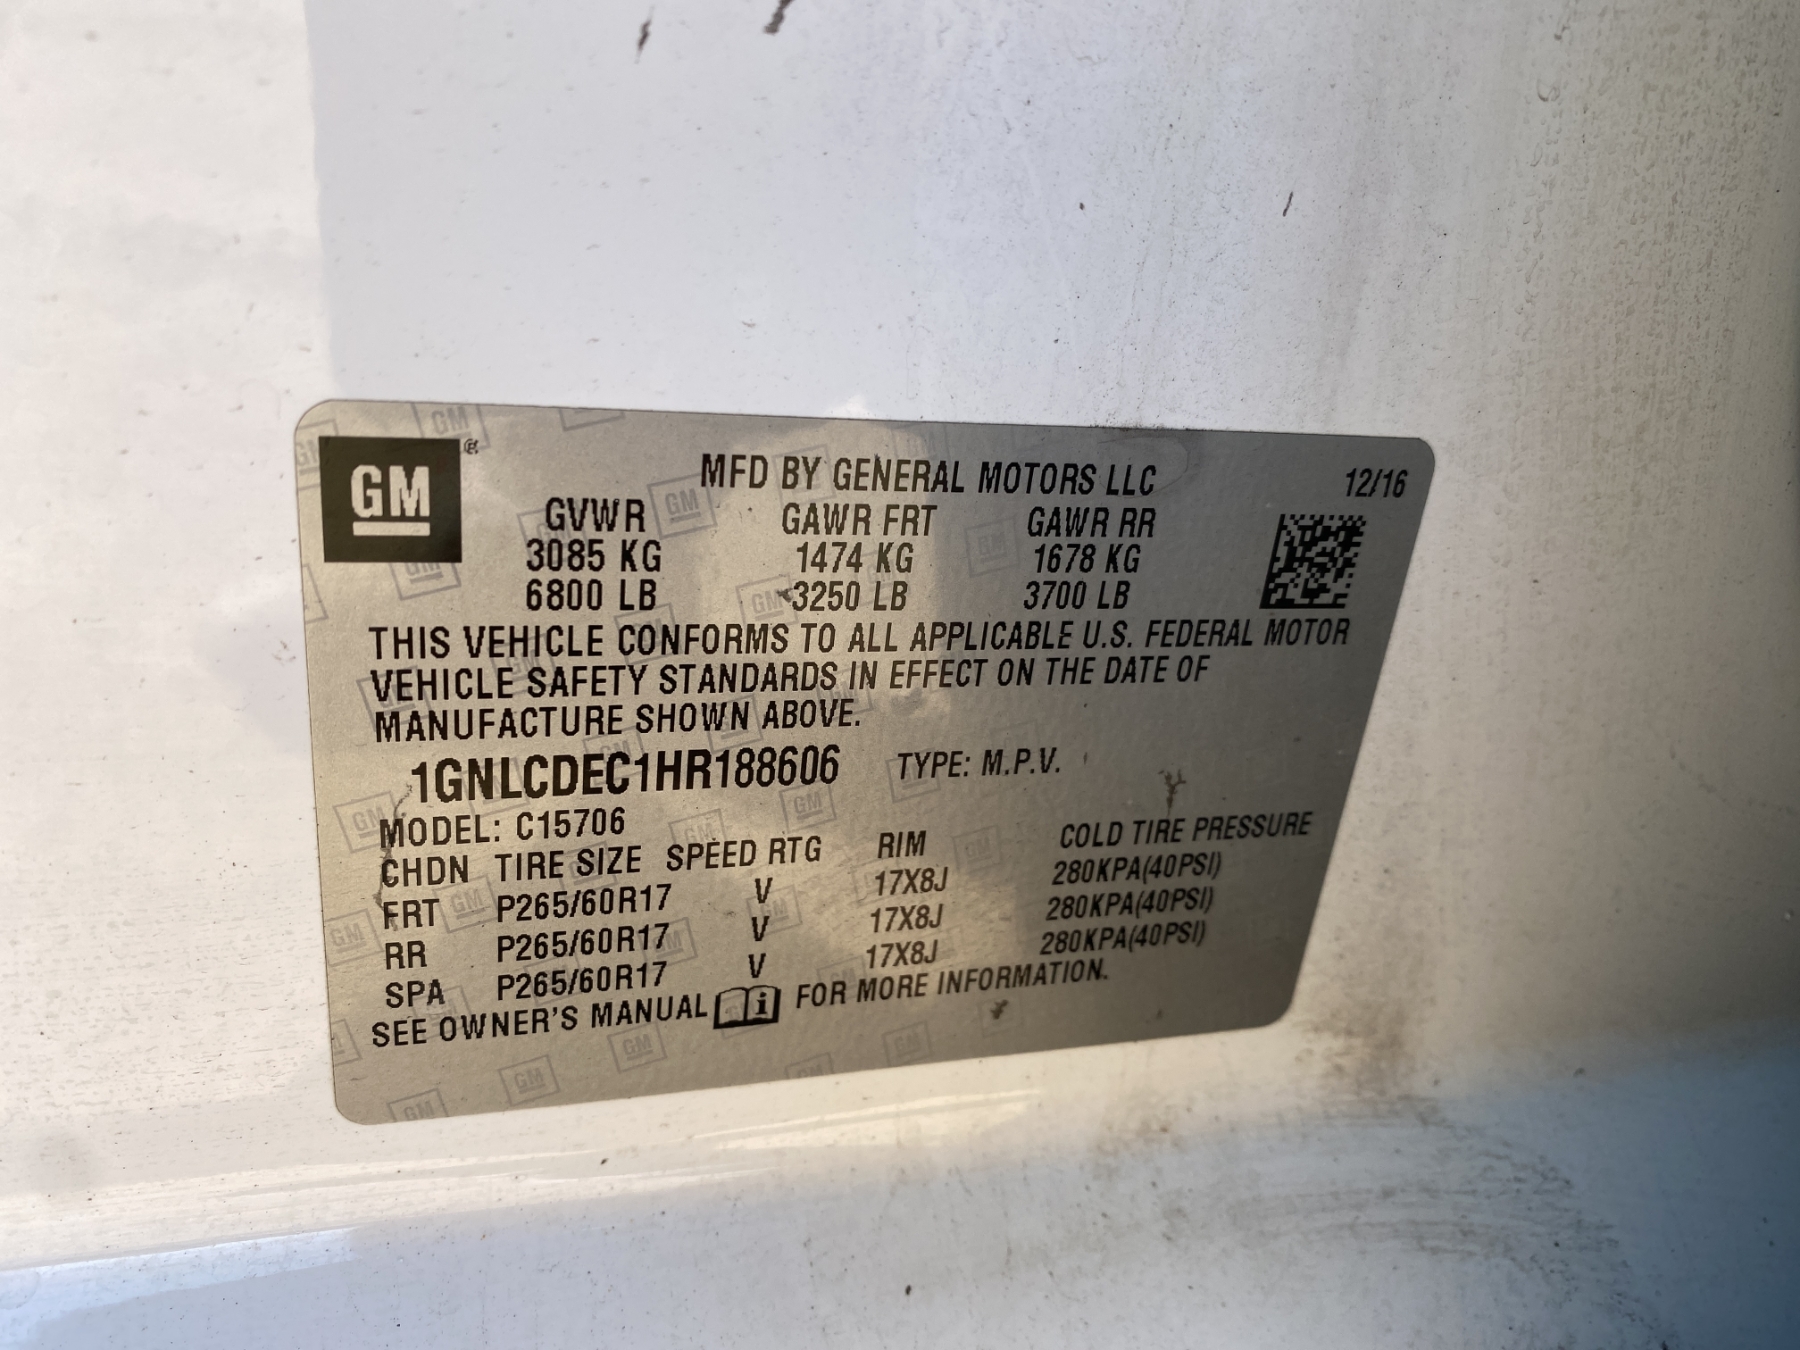 GM®
MFD BY GENERAL MOTORS LLC 12/16
GVWR GAWR FRT GAWR RR
3085 KG 1474 KG 1678 KG
6800 LB 3250 LB 3700 LB
THIS VEHICLE CONFORMS TO ALL APPLICABLE U.S. FEDERAL MOTOR
VEHICLE SAFETY STANDARDS IN EFFECT ON THE DATE OF
MANUFACTURE SHOWN ABOVE.
1GNLCDEC1HR188606 TYPE: M.P.V.
MODEL: C15706
CHDN TIRE SIZE SPEED RTG RIM COLD TIRE PRESSURE
FRT P265/60R17 V 17X8J 280KPA(40PSI)
RR P265/60R17 V 17X8J 280KPA(40PSI)
SPA P265/60R17 V 17X8J 280KPA(40PSI)
SEE OWNER'S MANUAL i FOR MORE INFORMATION.